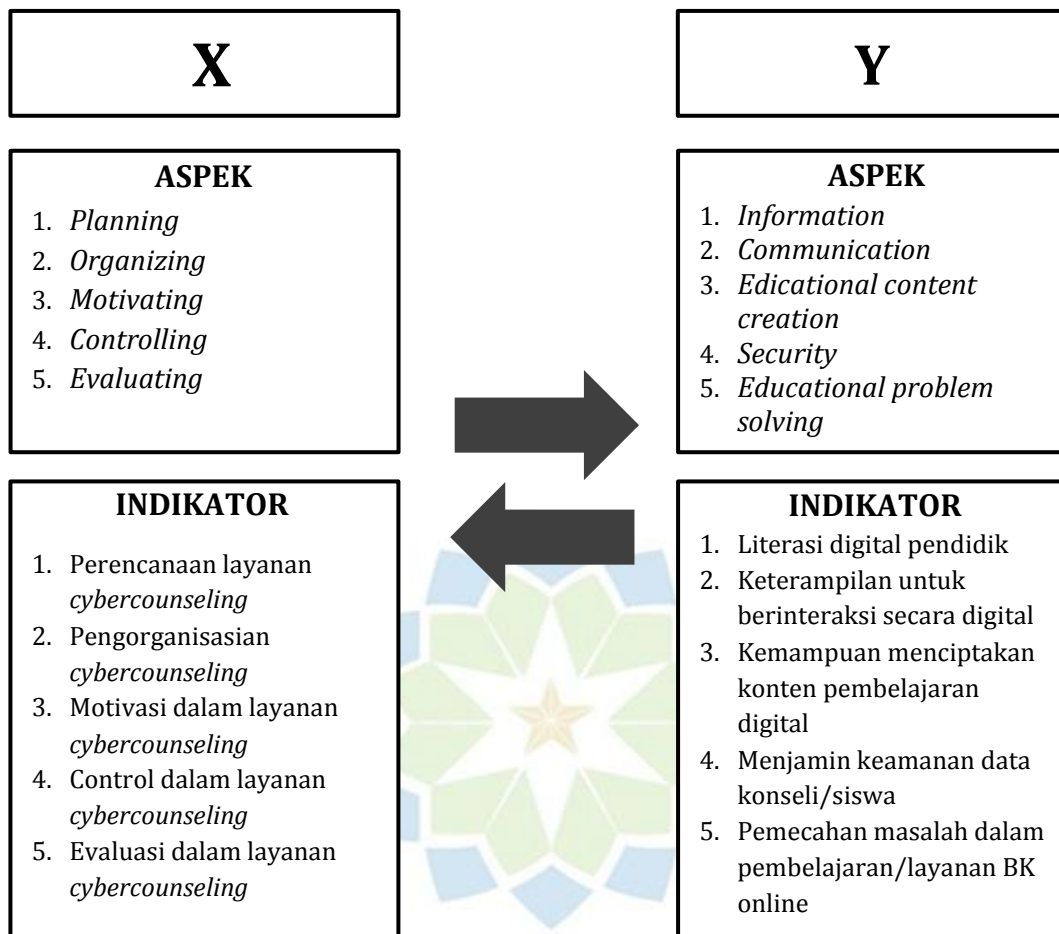 X
ASPEK
1. Planning
2. Organizing
3. Motivating
4. Controlling
5. Evaluating
INDIKATOR
1. Perencanaan layanan
cybercounseling
2. Pengorganisasian
cybercounseling
3. Motivasi dalam layanan
cybercounseling
4. Control dalam layanan
cybercounseling
5. Evaluasi dalam layanan
cybercounseling
Y
ASPEK
1. Information
2. Communication
3. Edicational content
creation
4. Security
5. Educational problem
solving
INDIKATOR
1. Literasi digital pendidik
2. Keterampilan untuk
berinteraksi secara digital
3. Kemampuan menciptakan
konten pembelajaran
digital
4. Menjamin keamanan data
konseli/siswa
5. Pemecahan masalah dalam
pembelajaran/layanan BK
online